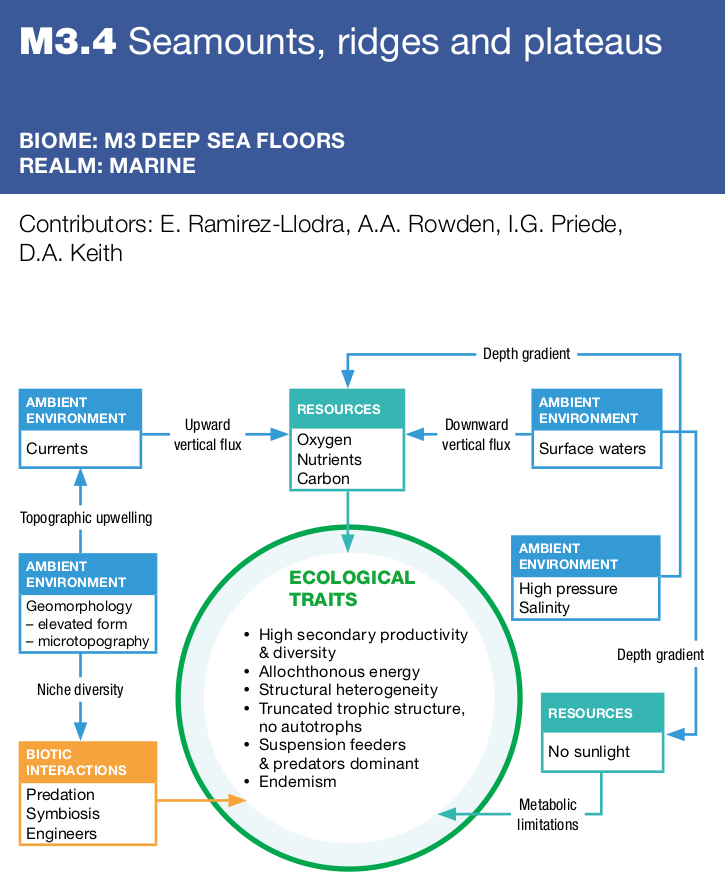 M3.4 Seamounts, ridges and plateaus
BIOME: M3 DEEP SEA FLOORS
REALM: MARINE
Contributors: E. Ramirez-Llodra, A.A. Rowden, I.G. Priede,
D.A. Keith
Depth gradient
AMBIENT
ENVIRONMENT
Currents
Upward
vertical flux
RESOURCES
Oxygen
Nutrients
Carbon
Downward
vertical flux
AMBIENT
ENVIRONMENT
Surface waters
Topographic upwelling
AMBIENT
ENVIRONMENT
Geomorphology
– elevated form
– microtopography
AMBIENT
ENVIRONMENT
High pressure
Salinity
ECOLOGICAL
TRAITS
• High secondary productivity
& diversity
• Allochthonous energy
• Structural heterogeneity
• Truncated trophic structure,
no autotrophs
• Suspension feeders
& predators dominant
• Endemism
Niche diversity
Depth gradient
BIOTIC
INTERACTIONS
Predation
Symbiosis
Engineers
RESOURCES
No sunlight
Metabolic
limitations